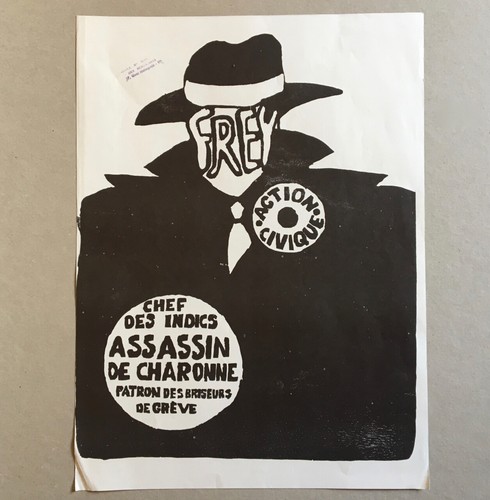 FREY
ACTION
CIVIQUE
CHEF
DES INDICS
ASSASSIN
DE CHARONNE
PATRON DES BRISEURS
DE GRÈVE